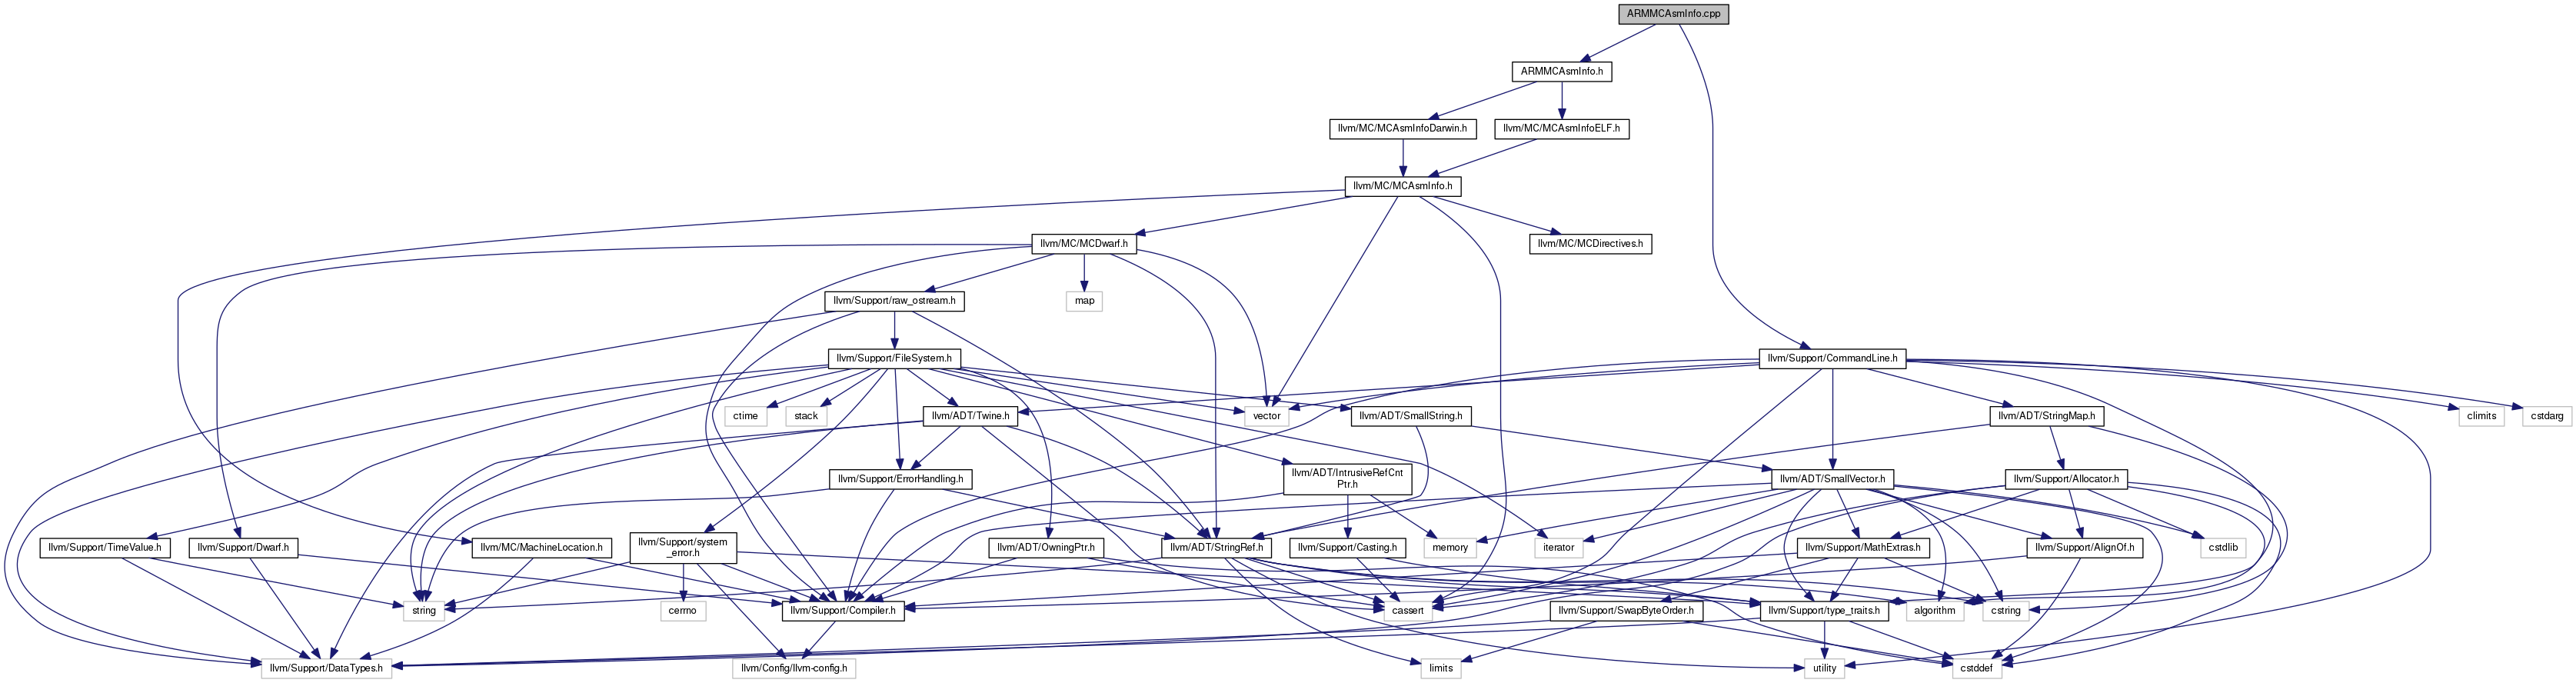 ARMMCAsmInfo.cpp
ARMMCAsmInfo.h
llvm/MC/MCAsmInfoDarwin.h
llvm/MC/MCAsmInfoELF.h
llvm/MC/MCAsmInfo.h
llvm/MC/MCDwarf.h
llvm/MC/MCDirectives.h
llvm/Support/raw_ostream.h
map
llvm/Support/FileSystem.h
llvm/Support/CommandLine.h
ctime
stack
llvm/ADT/Twine.h
vector
llvm/ADT/SmallString.h
llvm/ADT/StringMap.h
climits
cstdarg
llvm/Support/ErrorHandling.h
llvm/ADT/IntrusiveRefCnt
Ptr.h
llvm/ADT/SmallVector.h
llvm/Support/Allocator.h
llvm/Support/TimeValue.h
llvm/Support/Dwarf.h
llvm/MC/MachineLocation.h
llvm/Support/system
_error.h
llvm/ADT/OwningPtr.h
llvm/ADT/StringRef.h
llvm/Support/Casting.h
memory
iterator
llvm/Support/MathExtras.h
llvm/Support/AlignOf.h
cstdlib
string
cerrno
llvm/Support/Compiler.h
cassert
llvm/Support/SwapByteOrder.h
llvm/Support/type_traits.h
algorithm
cstring
llvm/Support/DataTypes.h
llvm/Config/llvm-config.h
limits
utility
cstddef